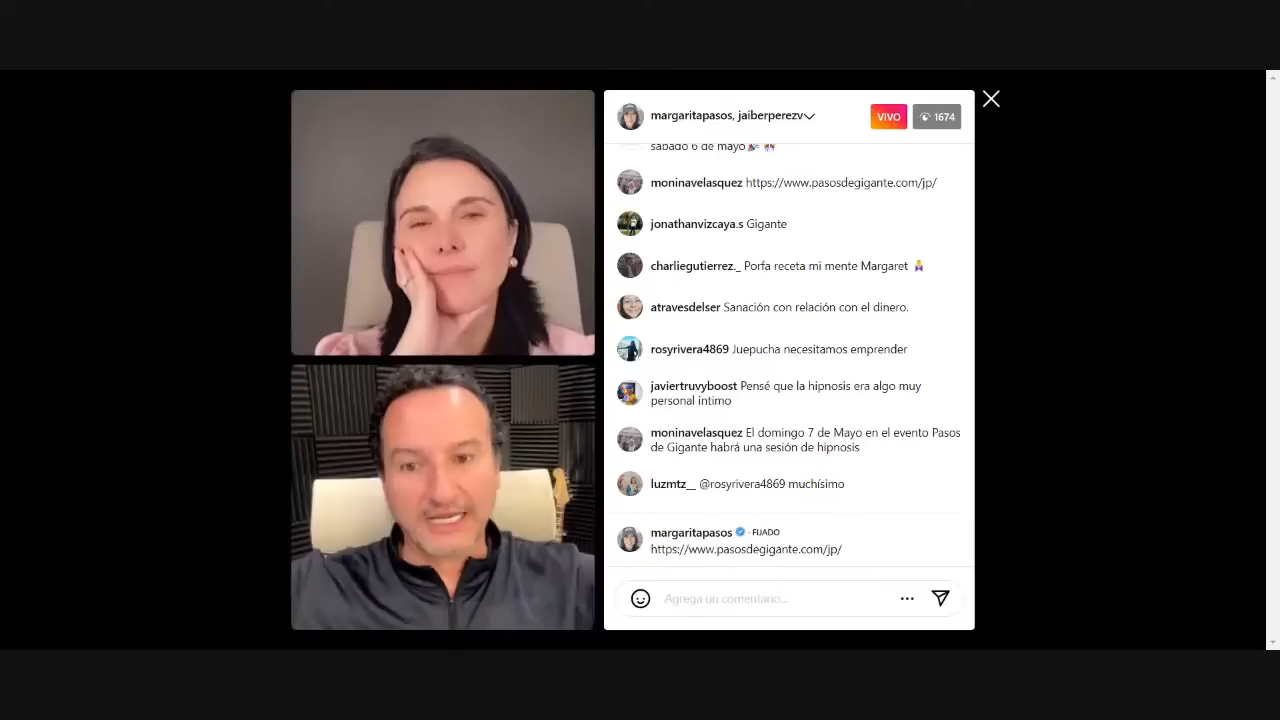 margaritapasos, jaiberperezv
VIVO
1674
sábado 6 de mayo🎉 🎊
moninavelasquez https://www.pasosdegigante.com/jp/
jonathanvizcaya.s Gigante
charliegutierrez._ Porfa receta mi mente Margaret
atravesdelser Sanación con relación con el dinero.
rosyrivera4869 Juepucha necesitamos emprender
javiertruvyboost Pensé que la hipnosis era algo muy
personal intimo
moninavelasquez El domingo 7 de Mayo en el evento Pasos
de Gigante habrá una sesión de hipnosis
luzmtz__ @rosyrivera4869 muchísimo
margaritapasos · FIJADO
https://www.pasosdegigante.com/jp/
Agrega un comentario...